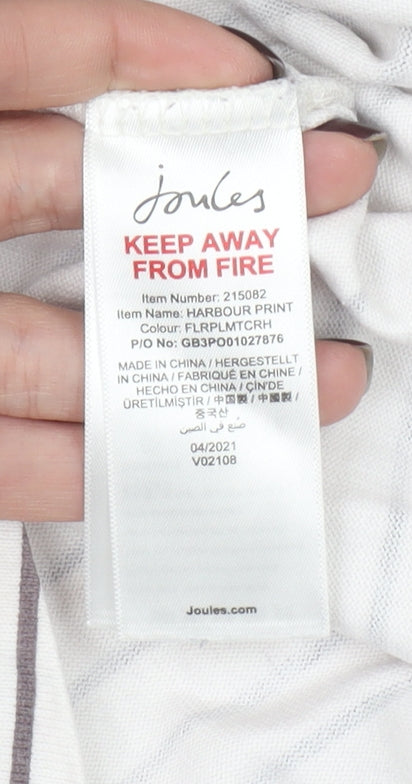 Joules
KEEP AWAY
FROM FIRE
Item Number: 215082
Item Name: HARBOUR PRINT
Colour: FLRPLMTCRH
P/O No: GB3PO01027876
MADE IN CHINA / HERGESTELLT
IN CHINA / FABRIQUÉ EN CHINE /
HECHO EN CHINA / ÇİN'DE
ÜRETİLMİŞTİR / 中国製 / 中國製 /
중국산
صنع في الصين
04/2021
V02108
Joules.com